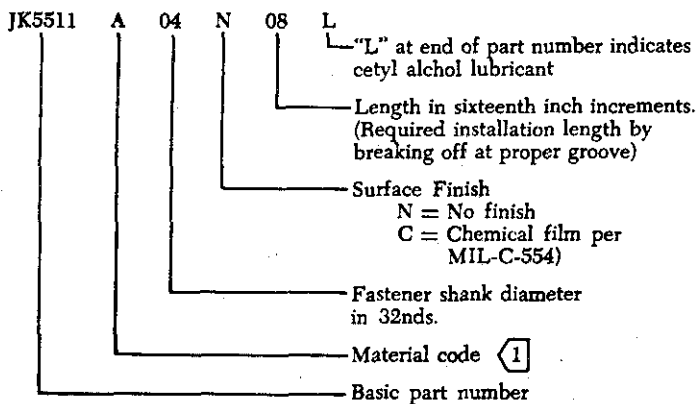 JK5511 A 04 N 08 L
"L" at end of part number indicates
cetyl alchol lubricant
Length in sixteenth inch increments.
(Required installation length by
breaking off at proper groove)
Surface Finish
N = No finish
C = Chemical film per
MIL-C-554)
Fastener shank diameter
in 32nds.
Material code 1
Basic part number